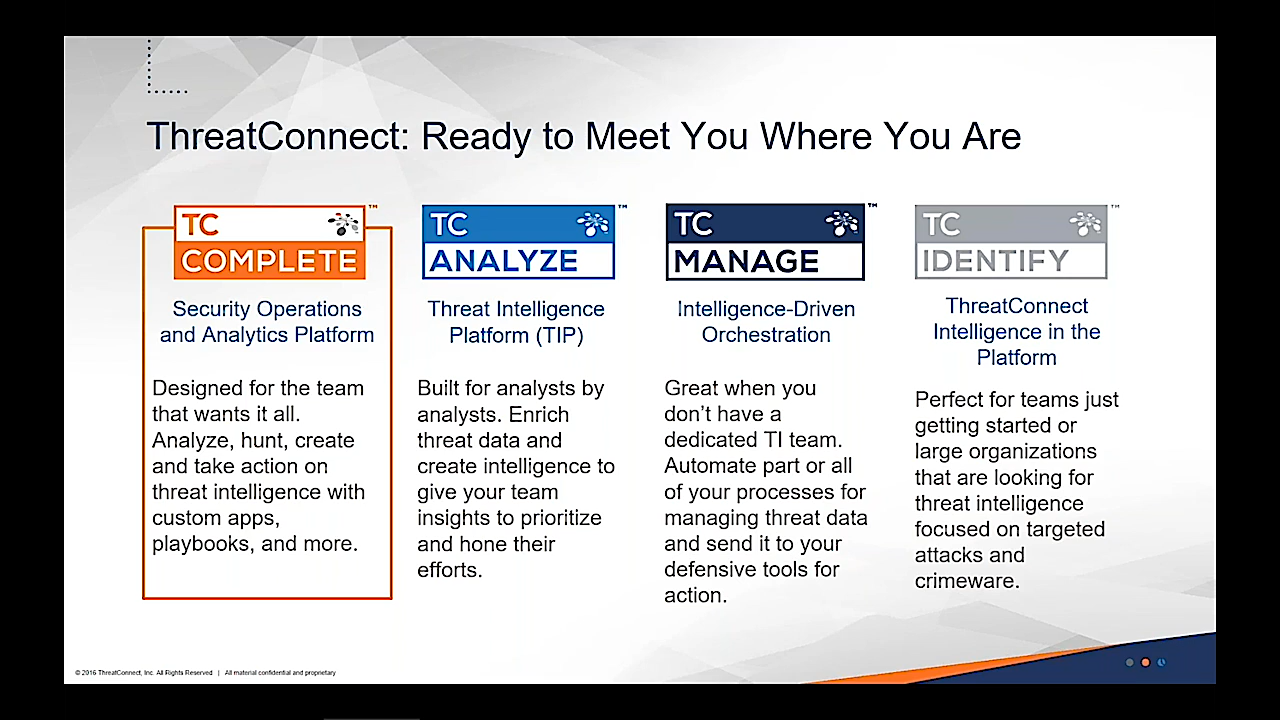 ThreatConnect: Ready to Meet You Where You Are
TC
COMPLETE
™
Security Operations
and Analytics Platform
Designed for the team
that wants it all.
Analyze, hunt, create
and take action on
threat intelligence with
custom apps,
playbooks, and more.
TC
ANALYZE
™
Threat Intelligence
Platform (TIP)
Built for analysts by
analysts. Enrich
threat data and
create intelligence to
give your team
insights to prioritize
and hone their
efforts.
TC
MANAGE
™
Intelligence-Driven
Orchestration
Great when you
don’t have a
dedicated TI team.
Automate part or all
of your processes for
managing threat data
and send it to your
defensive tools for
action.
TC
IDENTIFY
™
ThreatConnect
Intelligence in the
Platform
Perfect for teams just
getting started or
large organizations
that are looking for
threat intelligence
focused on targeted
attacks and
crimeware.
© 2016 ThreatConnect, Inc. All Rights Reserved | All material confidential and proprietary